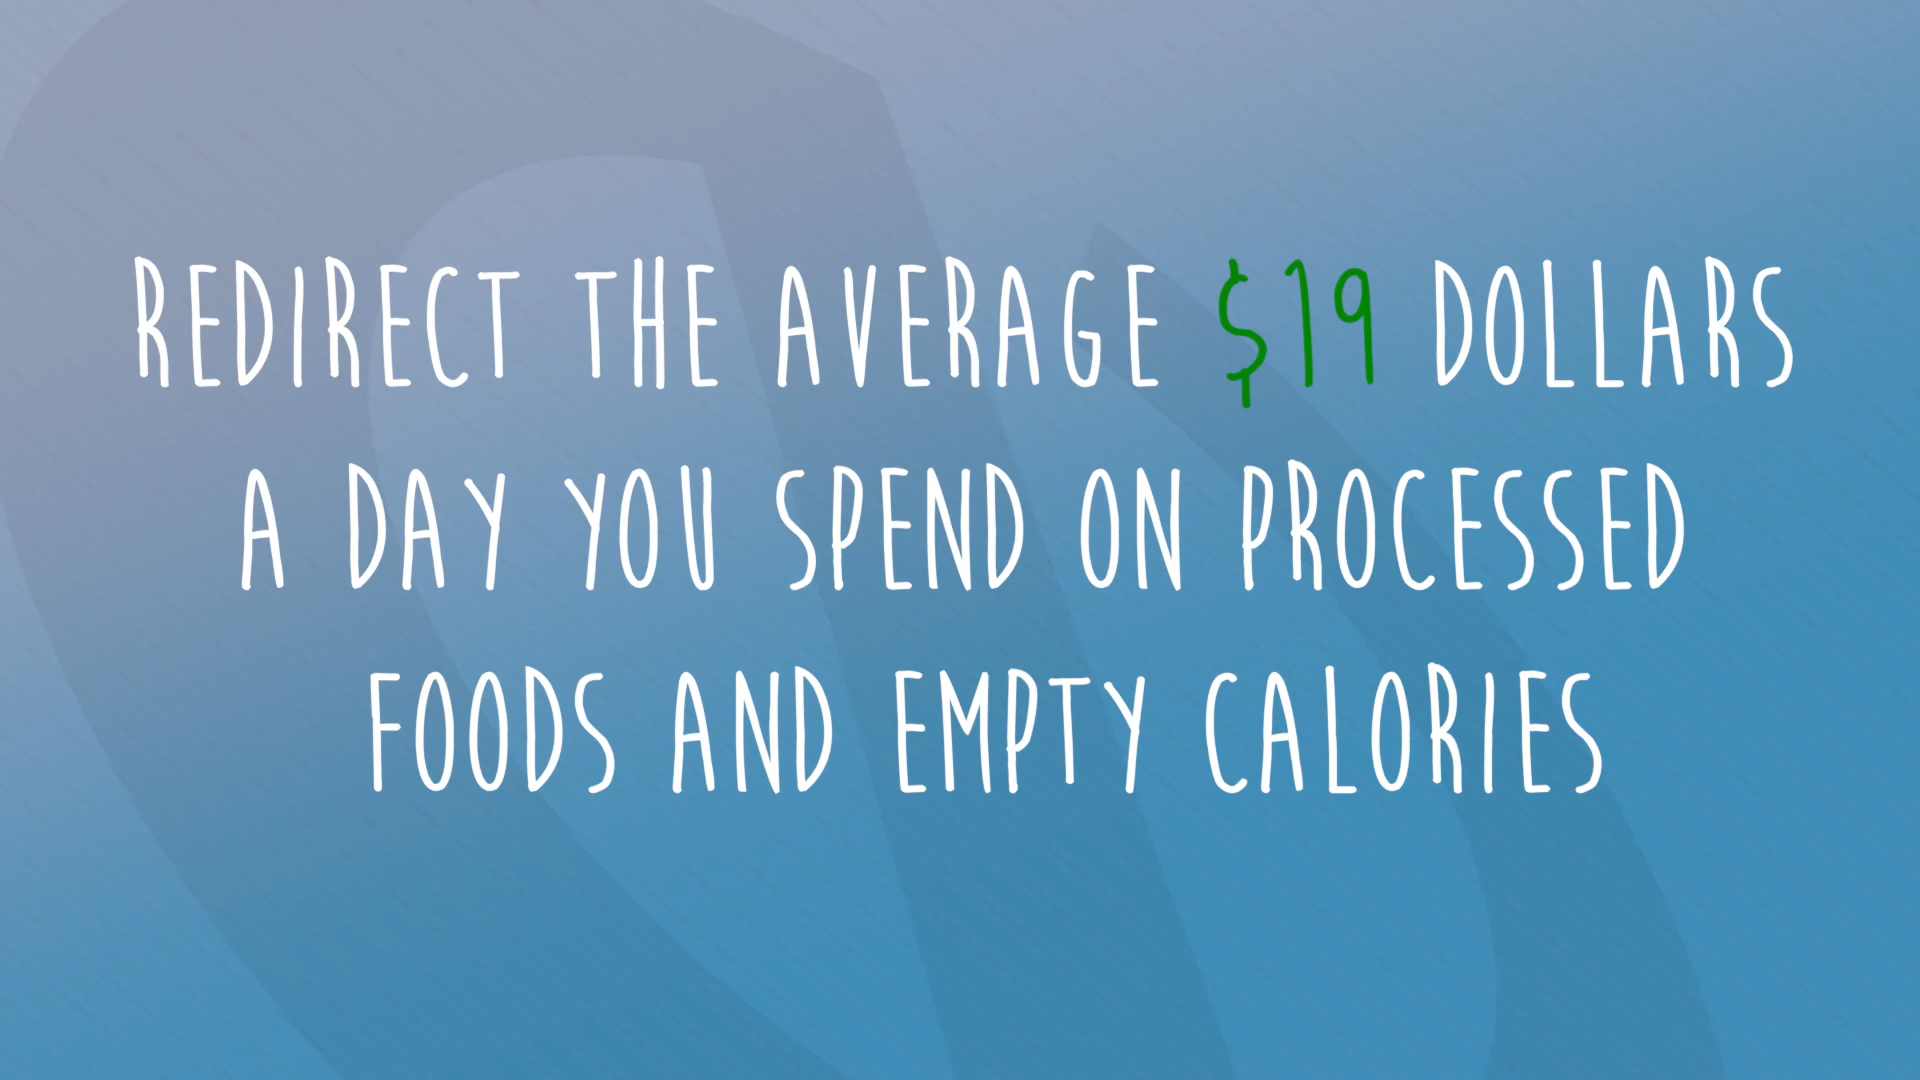 REDIRECT THE AVERAGE $19 DOLLARS
A DAY YOU SPEND ON PROCESSED
FOODS AND EMPTY CALORIES